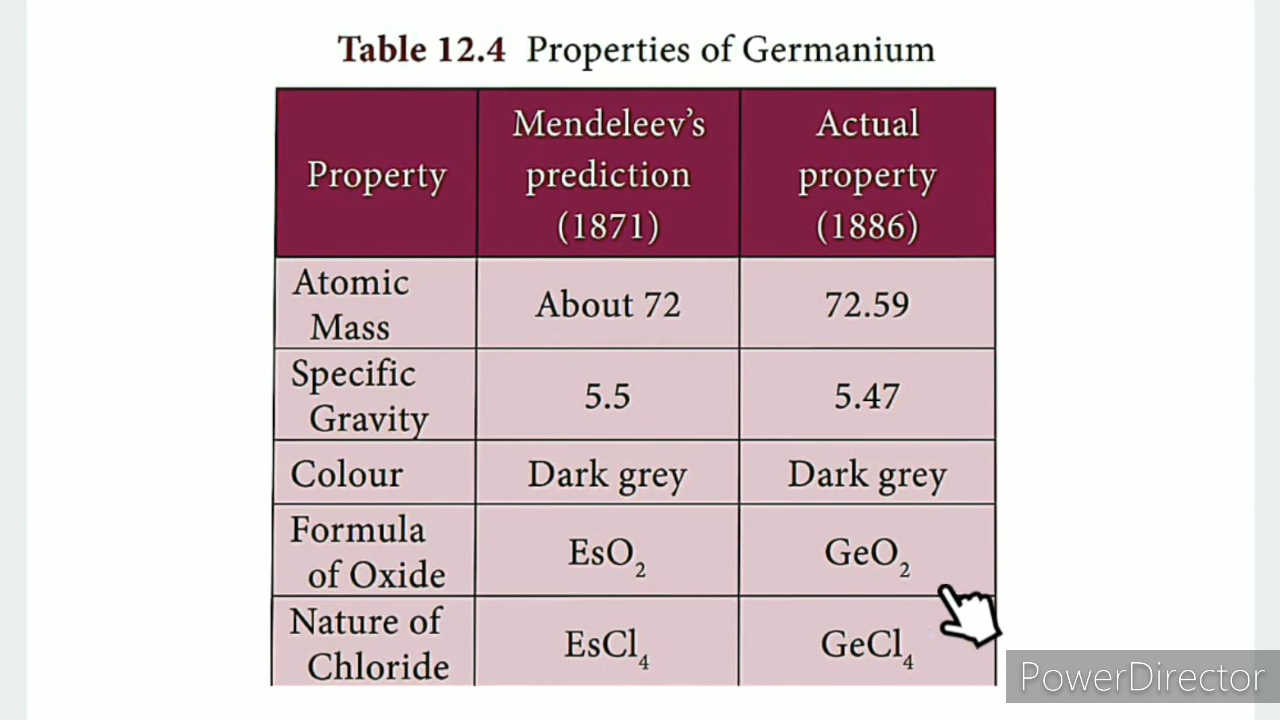 Table 12.4 Properties of Germanium
Property
Mendeleev's
prediction
(1871)
Actual
property
(1886)
Atomic
Mass
About 72
72.59
Specific
Gravity
5.5
5.47
Colour
Dark grey
Dark grey
Formula
of Oxide
EsO₂
GeO₂
Nature of
Chloride
EsCl₄
GeCl₄
PowerDirector